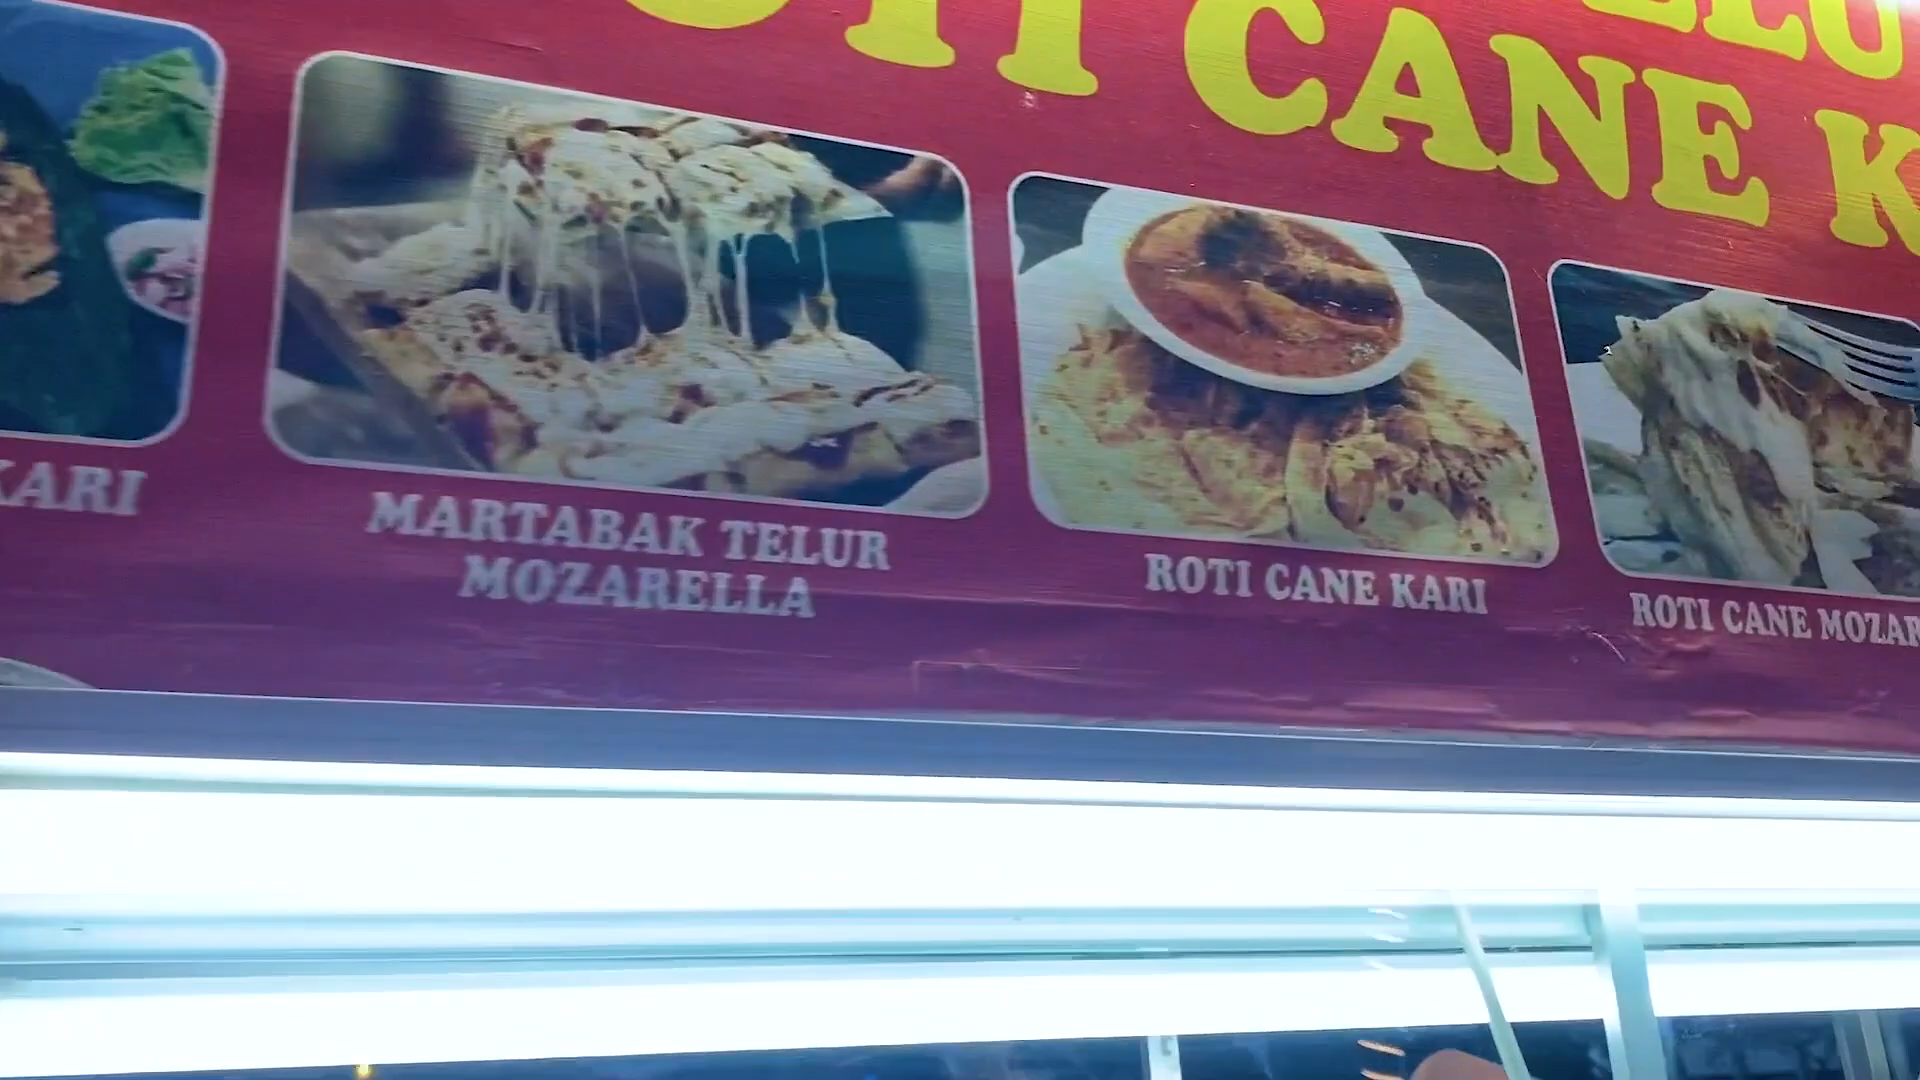 CANE
KARI
MARTABAK TELUR
MOZARELLA
ROTI CANE KARI
ROTI CANE